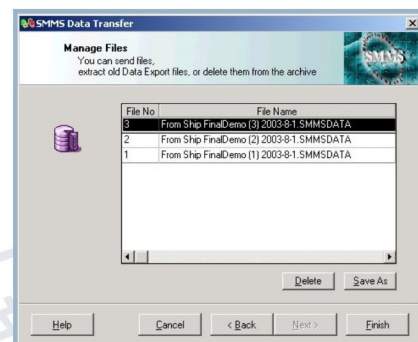 SMMS Data Transfer
Manage Files
You can send files,
extract old Data Export files, or delete them from the archive
SMMS
File No File Name
3 From Ship FinalDemo (3) 2003-8-1.SMMSDATA
2 From Ship FinalDemo (2) 2003-8-1.SMMSDATA
1 From Ship FinalDemo (1) 2003-8-1.SMMSDATA
Delete Save As
Help Cancel < Back Next > Finish